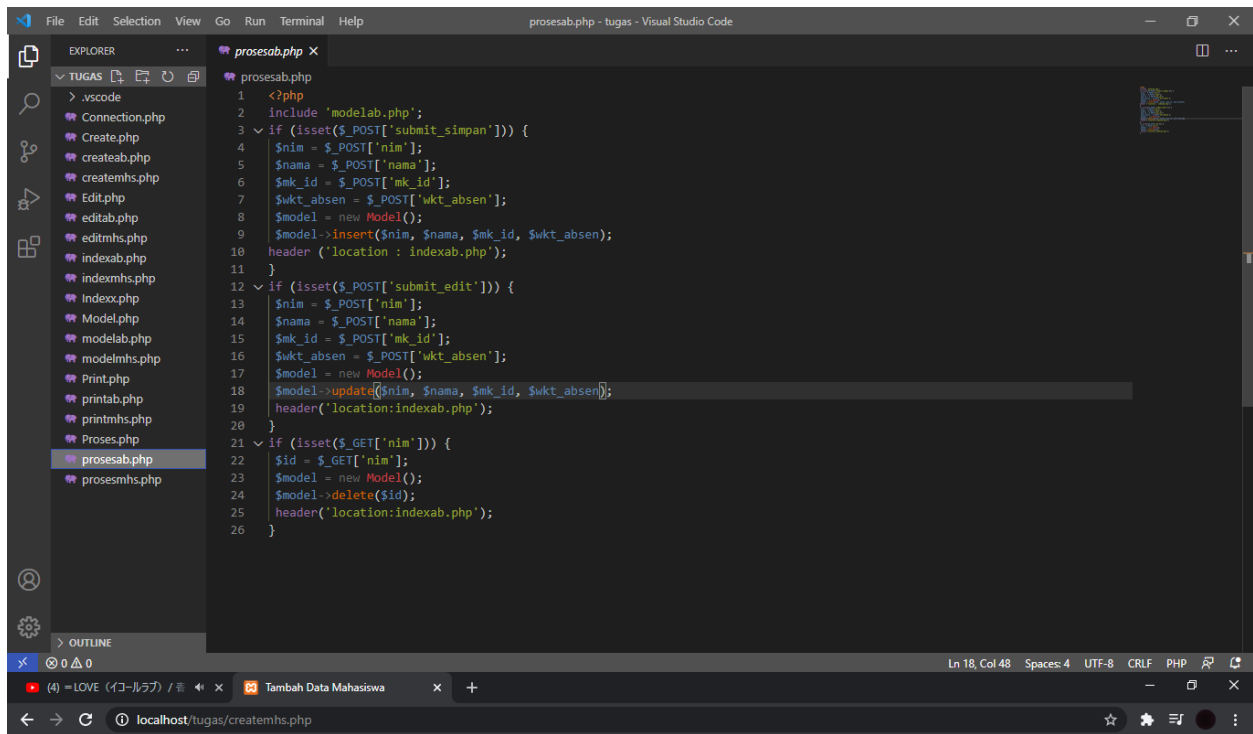 File Edit Selection View Go Run Terminal Help prosesab.php - tugas - Visual Studio Code
EXPLORER ...
TUGAS
> .vscode
Connection.php
Create.php
createab.php
createmhs.php
Edit.php
editab.php
editmhs.php
indexab.php
indexmhs.php
Indexx.php
Model.php
modelab.php
modelmhs.php
Print.php
printab.php
printmhs.php
Proses.php
prosesab.php
prosesmhs.php
> OUTLINE
prosesab.php ×
prosesab.php
1 <?php
2 include 'modelab.php';
3 if (isset($_POST['submit_simpan'])) {
4 $nim = $_POST['nim'];
5 $nama = $_POST['nama'];
6 $mk_id = $_POST['mk_id'];
7 $wkt_absen = $_POST['wkt_absen'];
8 $model = new Model();
9 $model->insert($nim, $nama, $mk_id, $wkt_absen);
10 header ('location : indexab.php');
11 }
12 if (isset($_POST['submit_edit'])) {
13 $nim = $_POST['nim'];
14 $nama = $_POST['nama'];
15 $mk_id = $_POST['mk_id'];
16 $wkt_absen = $_POST['wkt_absen'];
17 $model = new Model();
18 $model->update($nim, $nama, $mk_id, $wkt_absen);
19 header('location:indexab.php');
20 }
21 if (isset($_GET['nim'])) {
22 $id = $_GET['nim'];
23 $model = new Model();
24 $model->delete($id);
25 header('location:indexab.php');
26 }
0 0 Ln 18, Col 48 Spaces: 4 UTF-8 CRLF PHP
(4) =LOVE（イコールラブ）/ 音 Tambah Data Mahasiswa
localhost/tugas/createmhs.php